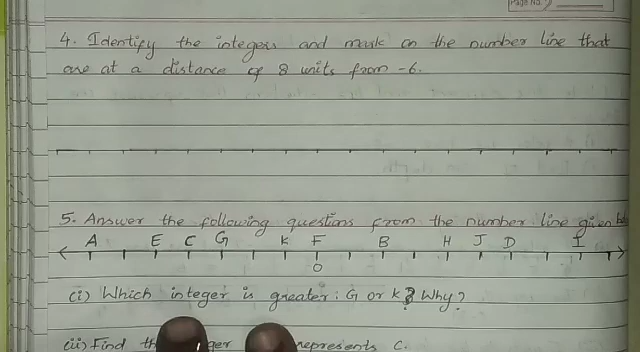 Page No.
4. Identify the integers and mark on the number line that
are at a distance of 8 units from -6.
5. Answer the following questions from the number line given
A E C G K F B H J D I
0
(i) Which integer is greater: G or K? Why?
(ii) Find represents C.